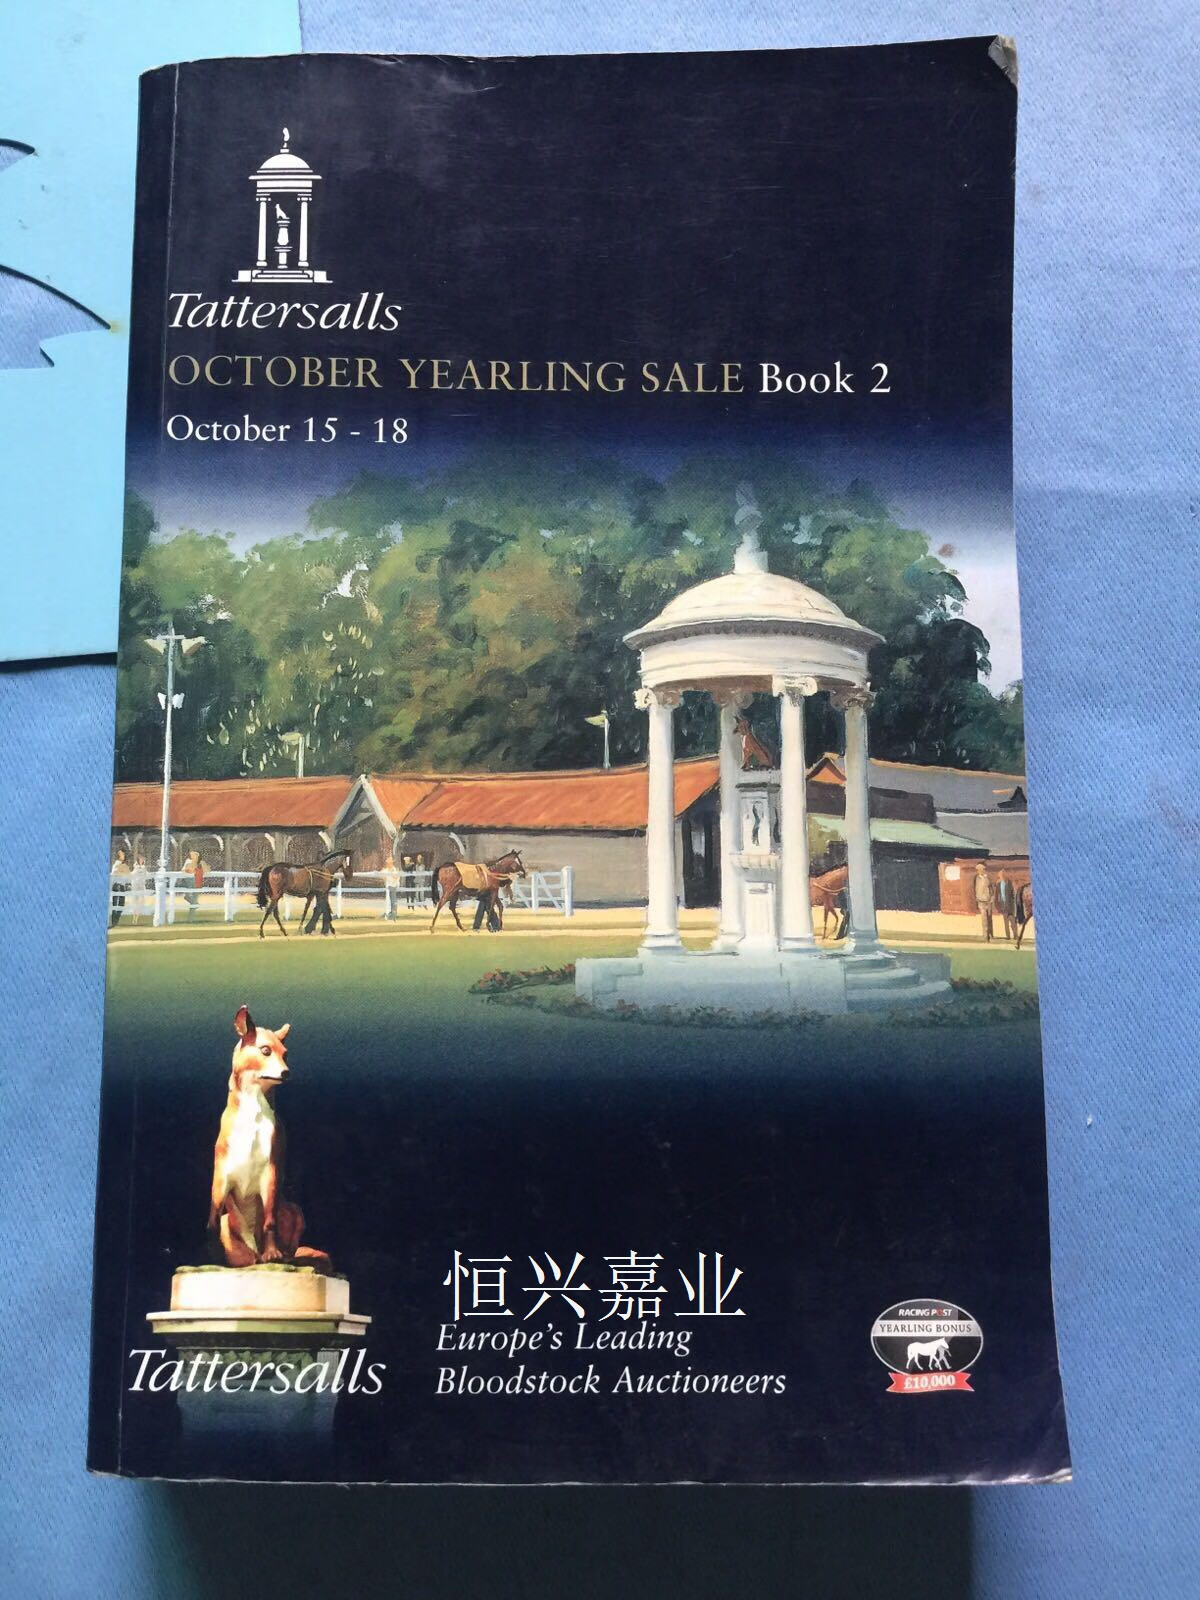 Tattersalls
OCTOBER YEARLING SALE Book 2
October 15 - 18
恒兴嘉业
Europe's Leading
Bloodstock Auctioneers
Tattersalls
RACING POST
YEARLING BONUS
£10,000